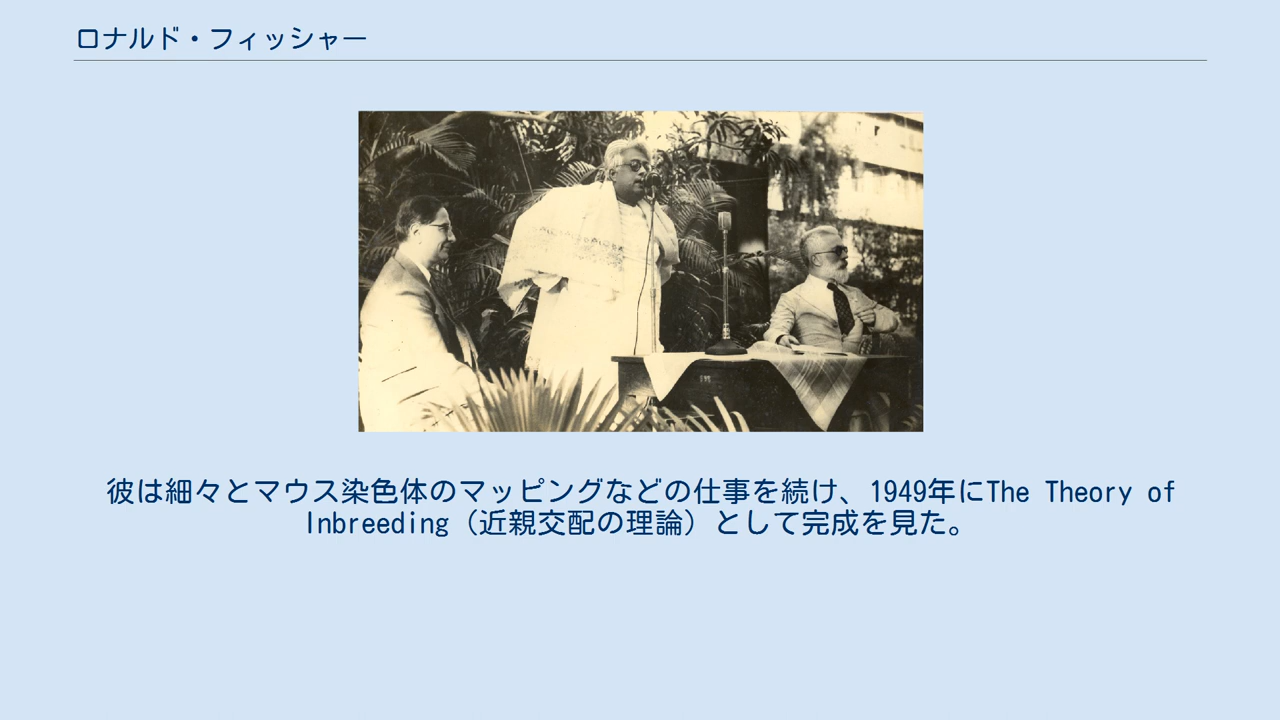 ロナルド・フィッシャー
彼は細々とマウス染色体のマッピングなどの仕事を続け、1949年にThe Theory of
Inbreeding（近親交配の理論）として完成を見た。